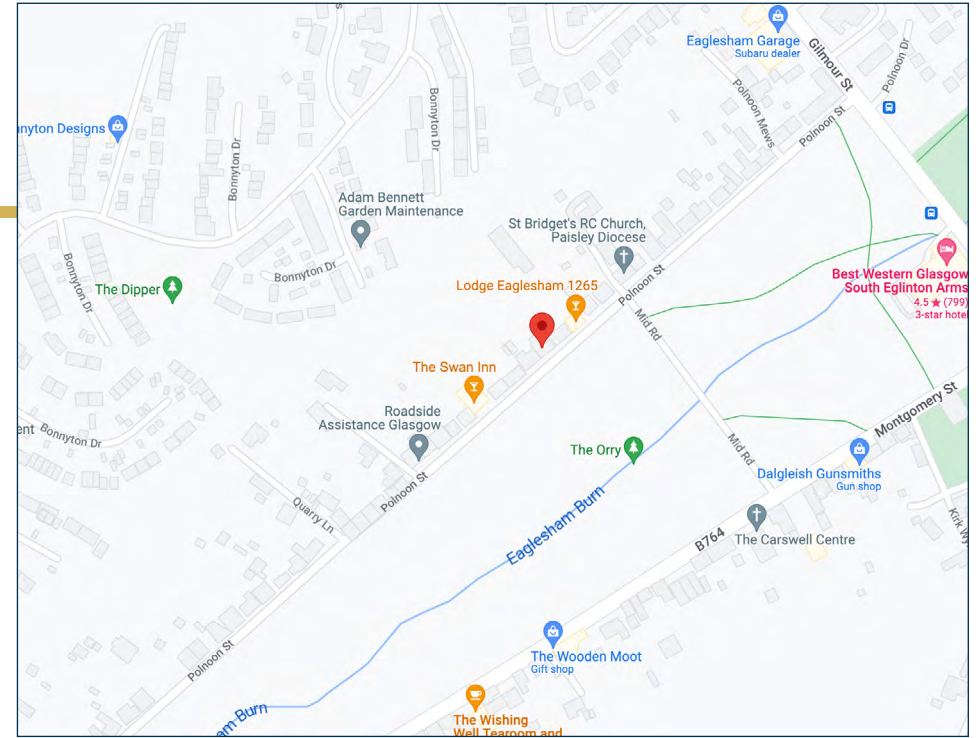 Eaglesham Garage
Subaru dealer
Gilmour St
Polnoon Dr
Polnoon Mews
Polnoon St
nnyton Designs
Bonnyton Dr
Bonnyton Dr
Adam Bennett
Garden Maintenance
St Bridget's RC Church,
Paisley Diocese
Bonnyton Dr
Bonnyton Dr
The Dipper
Lodge Eaglesham 1265
Polnoon St
Mid Rd
Best Western Glasgow
South Eglinton Arms
4.5 ★ (799)
3-star hotel
The Swan Inn
Roadside
Assistance Glasgow
ent
Bonnyton Dr
Montgomery St
The Orry
Mid Rd
Dalgleish Gunsmiths
Gun shop
Polnoon St
Quarry Ln
Eaglesham Burn
B764
The Carswell Centre
Kirk Wy
Polnoon St
The Wooden Moot
Gift shop
am Burn
The Wishing
Well Tearoom and